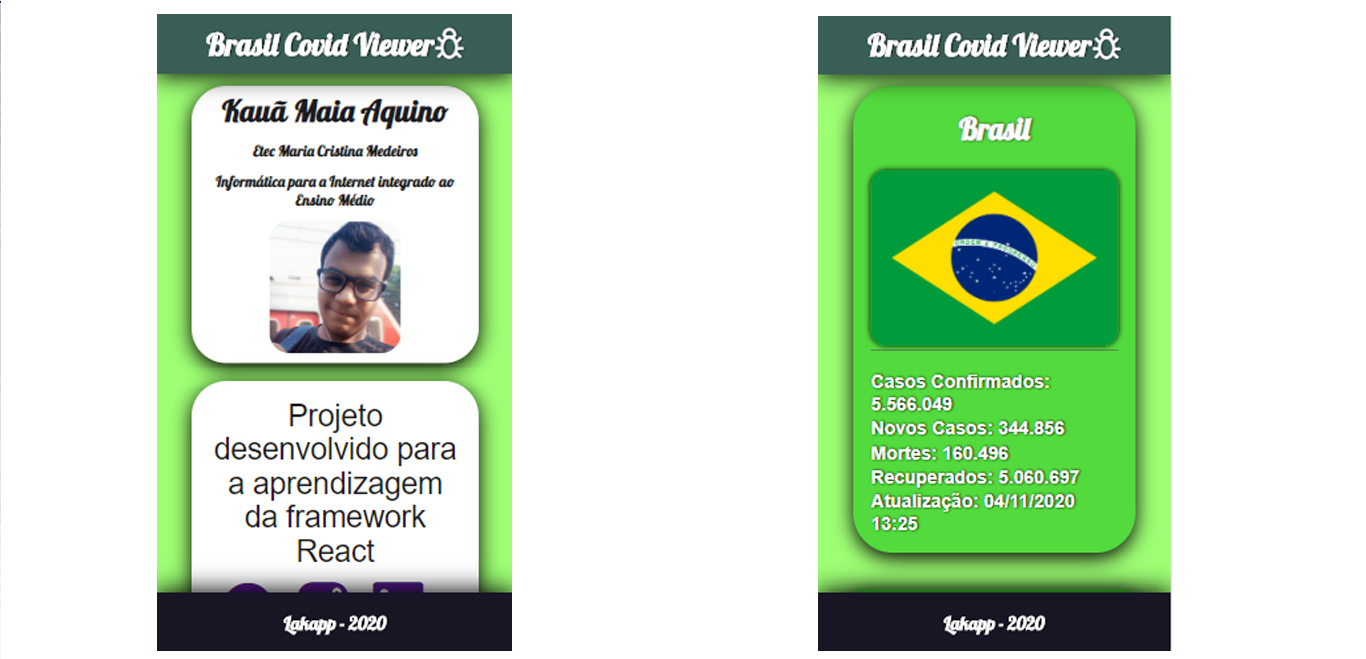 Brasil Covid Viewer
Kauã Maia Aquino
Etec Maria Cristina Medeiros
Informática para a Internet integrado ao
Ensino Médio
Projeto
desenvolvido para
a aprendizagem
da framework
React
Lakapp - 2020
Brasil Covid Viewer
Brasil
ORDEM E PROGRESSO
Casos Confirmados:
5.566.049
Novos Casos: 344.856
Mortes: 160.496
Recuperados: 5.060.697
Atualização: 04/11/2020
13:25
Lakapp - 2020